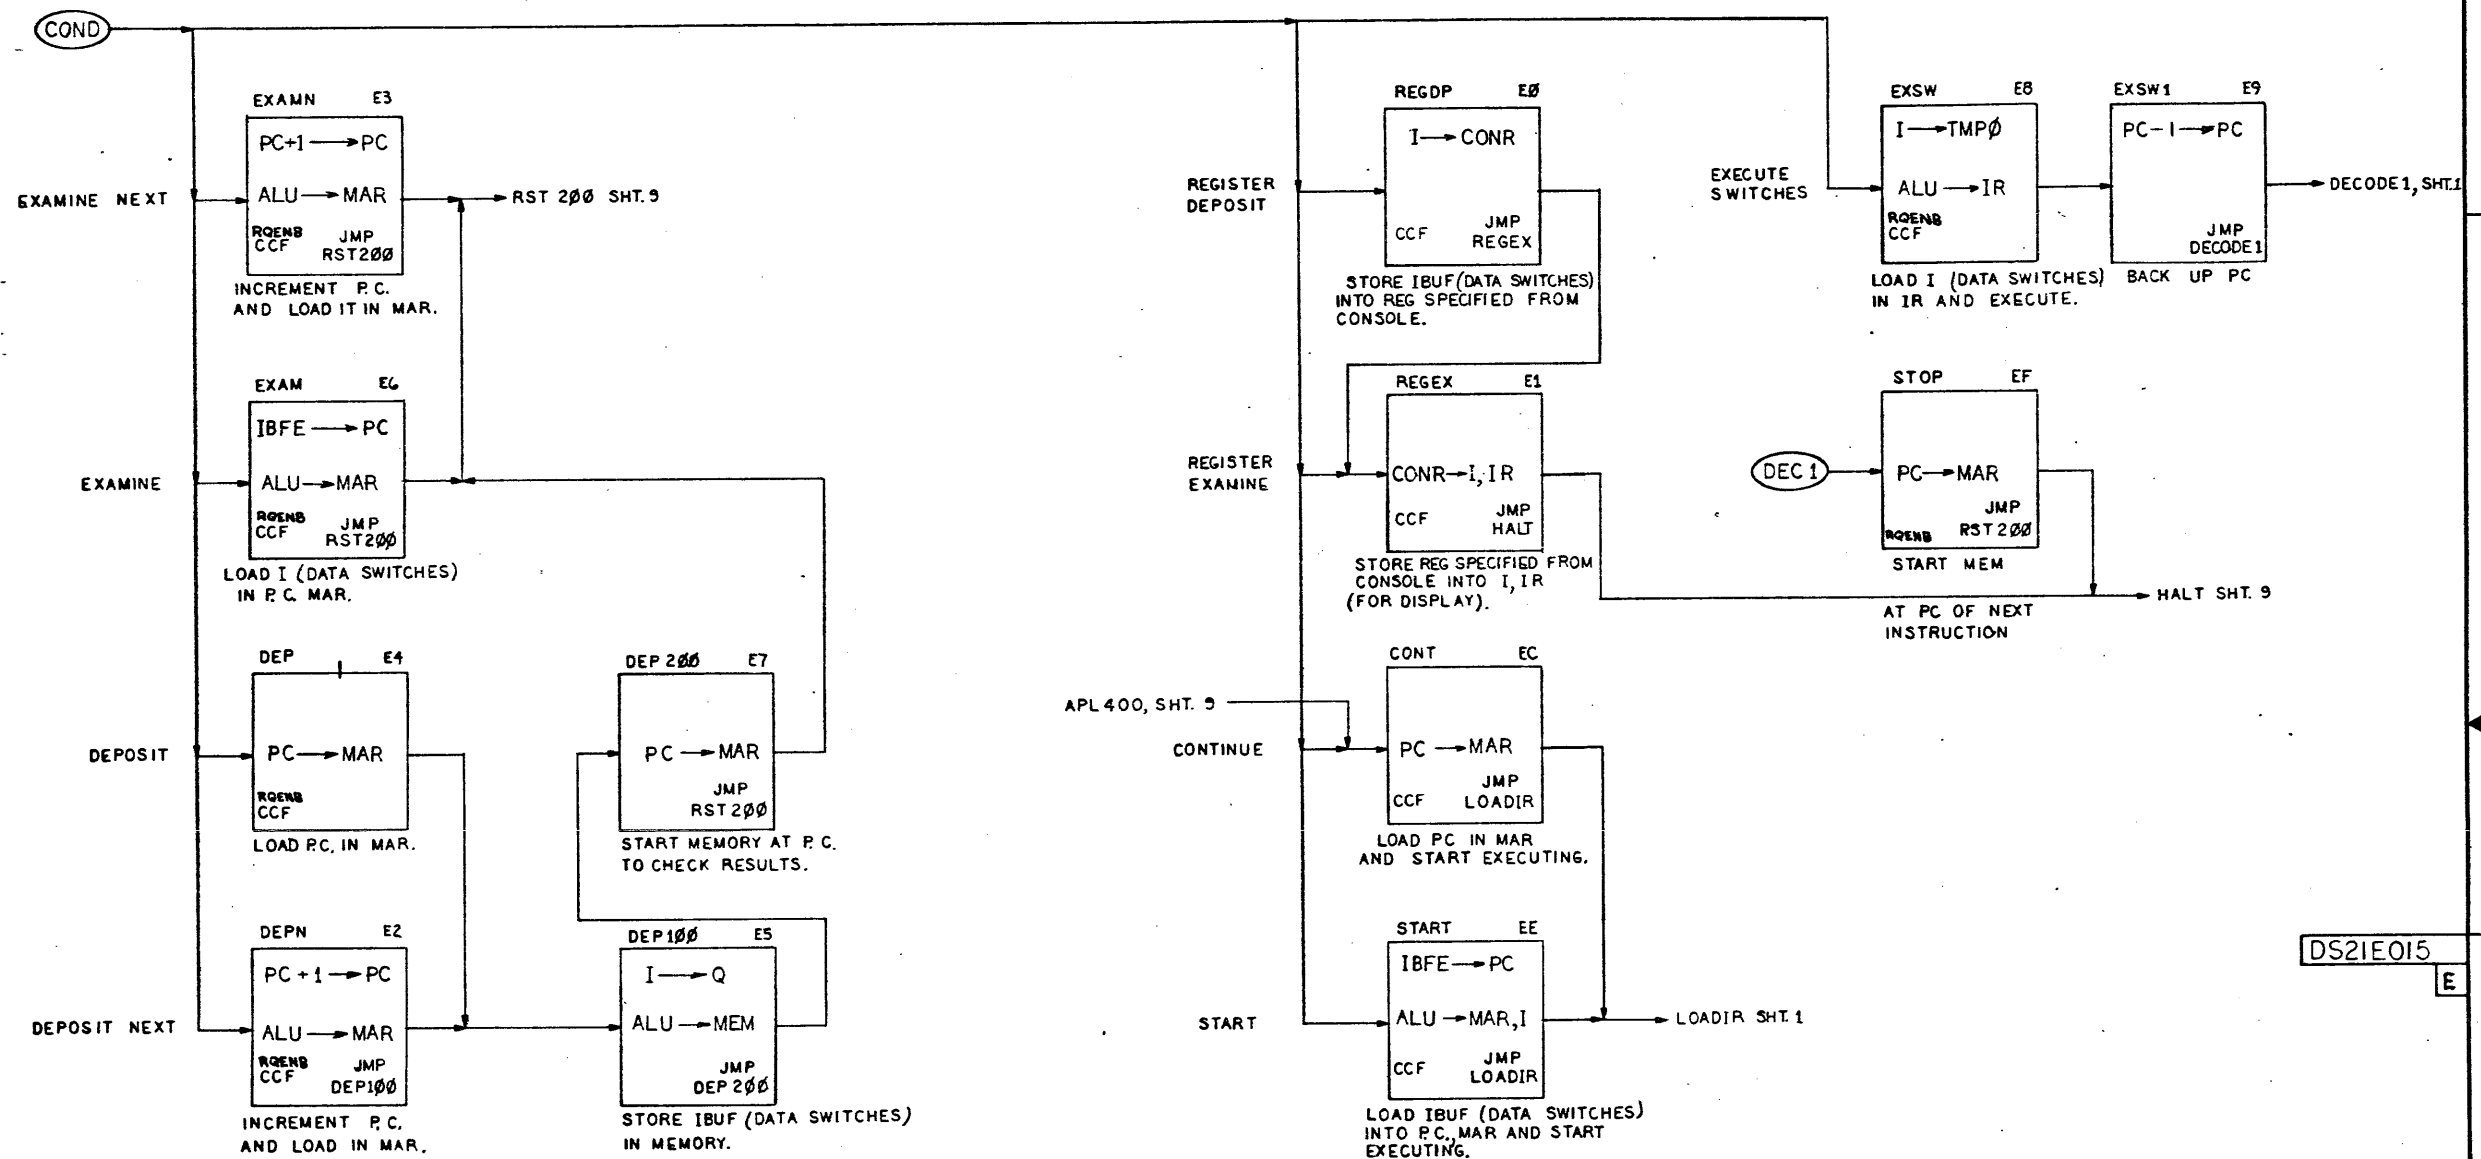 COND
EXAMINE NEXT
EXAMN E3
PC+1 → PC
ALU → MAR
RQENB
CCF
JMP
RST2ØØ
INCREMENT P.C.
AND LOAD IT IN MAR.
RST 2ØØ SHT. 9
EXAMINE
EXAM E6
IBFE → PC
ALU → MAR
RQENB
CCF
JMP
RST2ØØ
LOAD I (DATA SWITCHES)
IN P.C. MAR.
DEPOSIT
DEP E4
PC → MAR
RQENB
CCF
LOAD P.C. IN MAR.
DEP 2ØØ E7
PC → MAR
JMP
RST 2ØØ
START MEMORY AT P.C.
TO CHECK RESULTS.
DEPOSIT NEXT
DEPN E2
PC + 1 → PC
ALU → MAR
RQENB
CCF
JMP
DEP1ØØ
INCREMENT P.C.
AND LOAD IN MAR.
DEP 1ØØ E5
I → Q
ALU → MEM
JMP
DEP 2ØØ
STORE IBUF (DATA SWITCHES)
IN MEMORY.
REGISTER
DEPOSIT
REGDP EØ
I → CONR
CCF
JMP
REGEX
STORE IBUF (DATA SWITCHES)
INTO REG SPECIFIED FROM
CONSOLE.
REGISTER
EXAMINE
REGEX E1
CONR → I, IR
CCF
JMP
HALT
STORE REG SPECIFIED FROM
CONSOLE INTO I, IR
(FOR DISPLAY).
APL400, SHT. 9
CONTINUE
CONT EC
PC → MAR
CCF
JMP
LOADIR
LOAD PC IN MAR
AND START EXECUTING.
START
START EE
IBFE → PC
ALU → MAR, I
CCF
JMP
LOADIR
LOAD IBUF (DATA SWITCHES)
INTO P.C., MAR AND START
EXECUTING.
LOADIR SHT. 1
EXECUTE
SWITCHES
EXSW E8
I → TMPØ
ALU → IR
RQENB
CCF
LOAD I (DATA SWITCHES)
IN IR AND EXECUTE.
EXSW1 E9
PC - 1 → PC
JMP
DECODE1
BACK UP PC
DECODE1, SHT.1
DEC 1
STOP EF
PC → MAR
RQENB
JMP
RST 2ØØ
START MEM
AT PC OF NEXT
INSTRUCTION
HALT SHT. 9
DS21E015
E